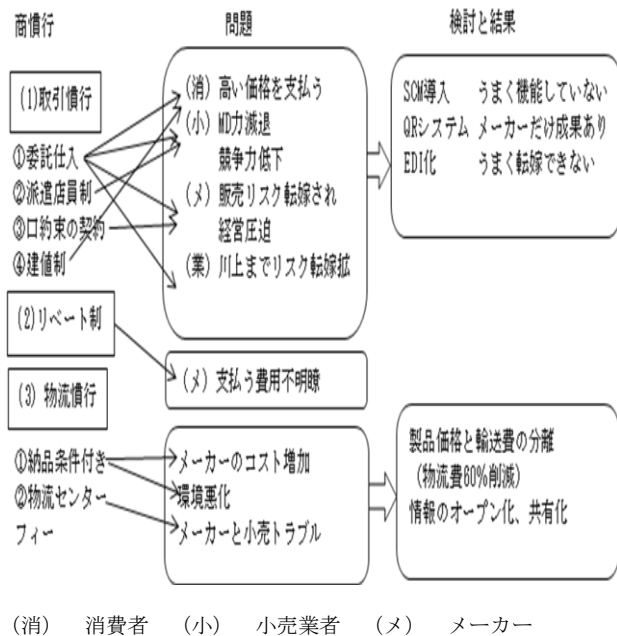 商慣行 問題 検討と結果
(1)取引慣行
①委託仕入
②派遣店員制
③口約束の契約
④建値制
(2)リベート制
(3) 物流慣行
①納品条件付き
②物流センター
フィー
(消) 高い価格を支払う
(小) MD力減退
競争力低下
(メ) 販売リスク転嫁され
経営圧迫
(業) 川上までリスク転嫁拡
(メ) 支払う費用不明瞭
メーカーのコスト増加
環境悪化
メーカーと小売トラブル
SCM導入 うまく機能していない
QRシステム メーカーだけ成果あり
EDI化 うまく転嫁できない
製品価格と輸送費の分離
(物流費60%削減)
情報のオープン化、共有化
(消) 消費者 (小) 小売業者 (メ) メーカー